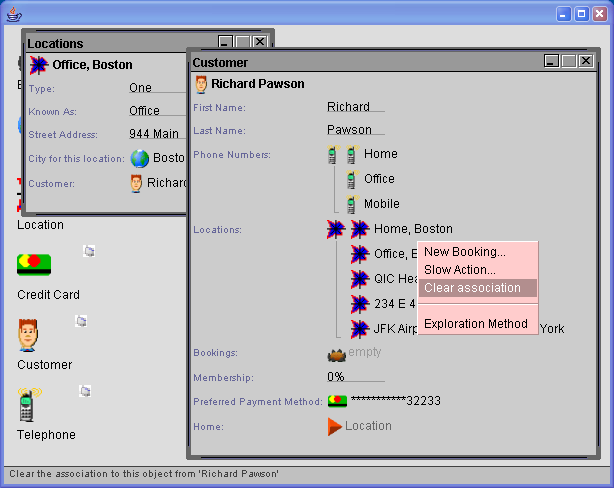 Locations
Office, Boston
Type: One
Known As: Office
Street Address: 944 Main
City for this location: Bosto
Customer: Richard
Location
Credit Card
Customer
Telephone
Customer
Richard Pawson
First Name: Richard
Last Name: Pawson
Phone Numbers: Home
Office
Mobile
Locations: Home, Boston
Office, B
QIC Hea
234 E 4
JFK Airp York
New Booking...
Slow Action...
Clear association
Exploration Method
Bookings: empty
Membership: 0%
Preferred Payment Method: ***********32233
Home: Location
Clear the association to this object from 'Richard Pawson'